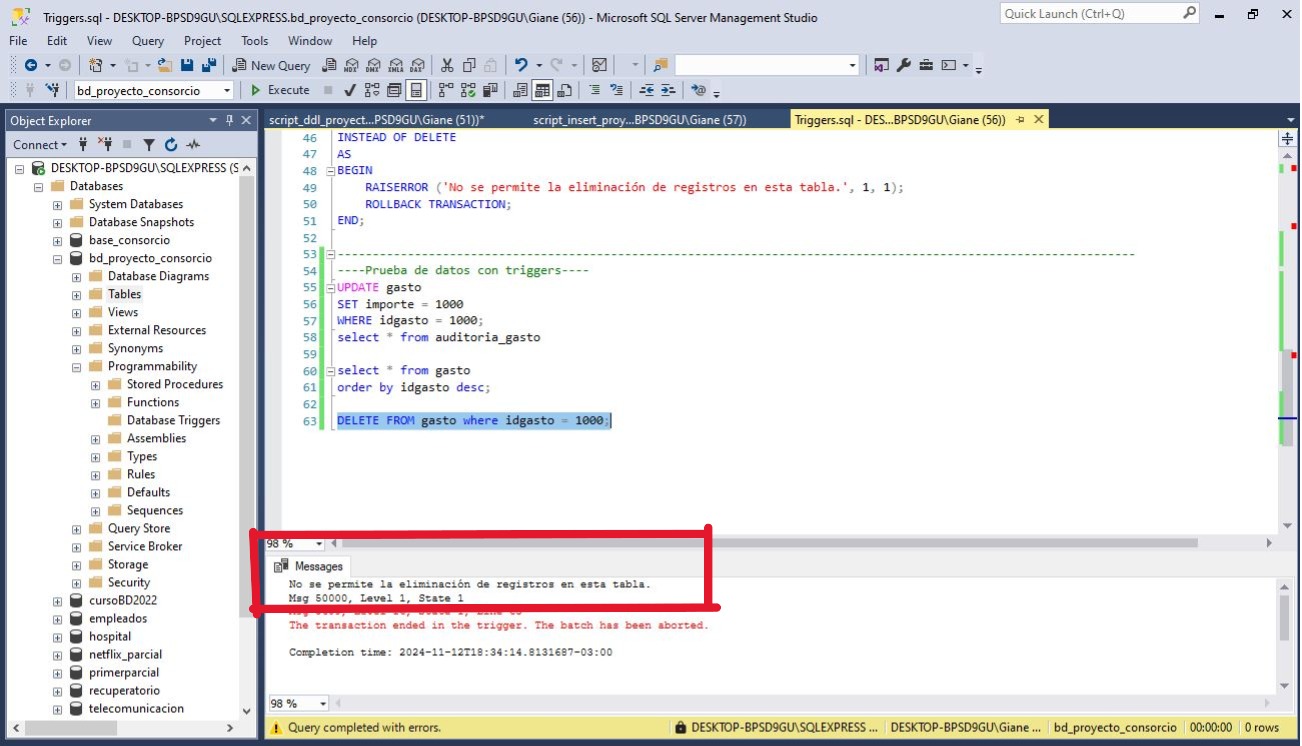 Triggers.sql - DESKTOP-BPSD9GU\SQLEXPRESS.bd_proyecto_consorcio (DESKTOP-BPSD9GU\Giane (56)) - Microsoft SQL Server Management Studio
Quick Launch (Ctrl+Q)
File Edit View Query Project Tools Window Help
New Query MDX DMX XMLA DAX
bd_proyecto_consorcio Execute
Object Explorer
script_ddl_proyect...PSD9GU\Giane (51))*
script_insert_proy...BPSD9GU\Giane (57))
Triggers.sql - DES...BPSD9GU\Giane (56))
Connect
DESKTOP-BPSD9GU\SQLEXPRESS (S
Databases
System Databases
Database Snapshots
base_consorcio
bd_proyecto_consorcio
Database Diagrams
Tables
Views
External Resources
Synonyms
Programmability
Stored Procedures
Functions
Database Triggers
Assemblies
Types
Rules
Defaults
Sequences
Query Store
Service Broker
Storage
Security
cursoBD2022
empleados
hospital
netflix_parcial
primerparcial
recuperatorio
telecomunicacion
46 INSTEAD OF DELETE
47 AS
48 BEGIN
49 RAISERROR ('No se permite la eliminación de registros en esta tabla.', 1, 1);
50 ROLLBACK TRANSACTION;
51 END;
52
53 ------------------------------------------------------------------------------------------------------------------
54 ----Prueba de datos con triggers----
55 UPDATE gasto
56 SET importe = 1000
57 WHERE idgasto = 1000;
58 select * from auditoria_gasto
59
60 select * from gasto
61 order by idgasto desc;
62
63 DELETE FROM gasto where idgasto = 1000;
98 %
Messages
No se permite la eliminación de registros en esta tabla.
Msg 50000, Level 1, State 1
The transaction ended in the trigger. The batch has been aborted.
Completion time: 2024-11-12T18:34:14.8131687-03:00
98 %
Query completed with errors.
DESKTOP-BPSD9GU\SQLEXPRESS ... DESKTOP-BPSD9GU\Giane ... bd_proyecto_consorcio 00:00:00 0 rows